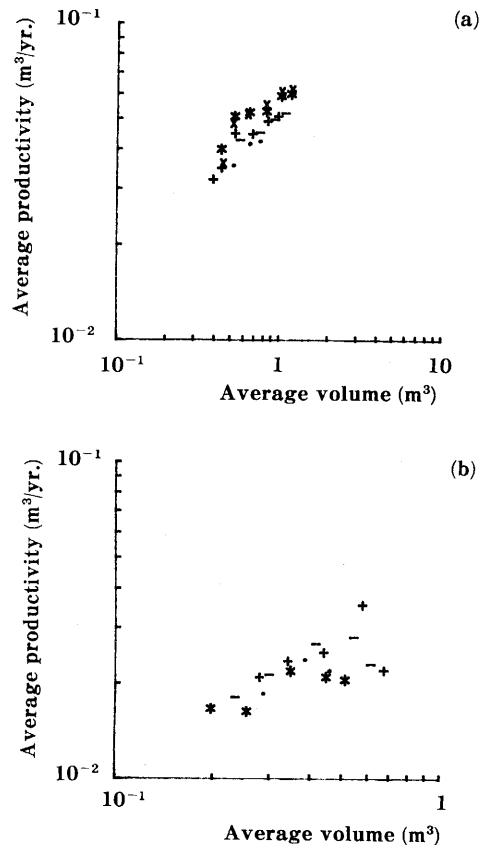 (a)
10⁻¹
Average productivity (m³/yr.)
10⁻²
10⁻¹
1
10
Average volume (m³)
(b)
10⁻¹
Average productivity (m³/yr.)
10⁻²
10⁻¹
1
Average volume (m³)